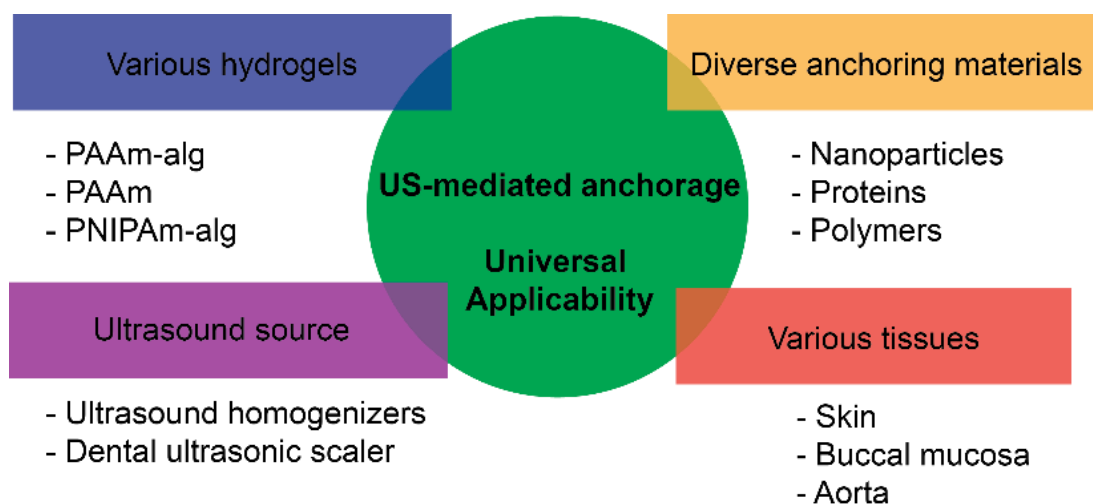 Various hydrogels
- PAAm-alg
- PAAm
- PNIPAm-alg
Diverse anchoring materials
- Nanoparticles
- Proteins
- Polymers
US-mediated anchorage
Universal
Applicability
Ultrasound source
- Ultrasound homogenizers
- Dental ultrasonic scaler
Various tissues
- Skin
- Buccal mucosa
- Aorta